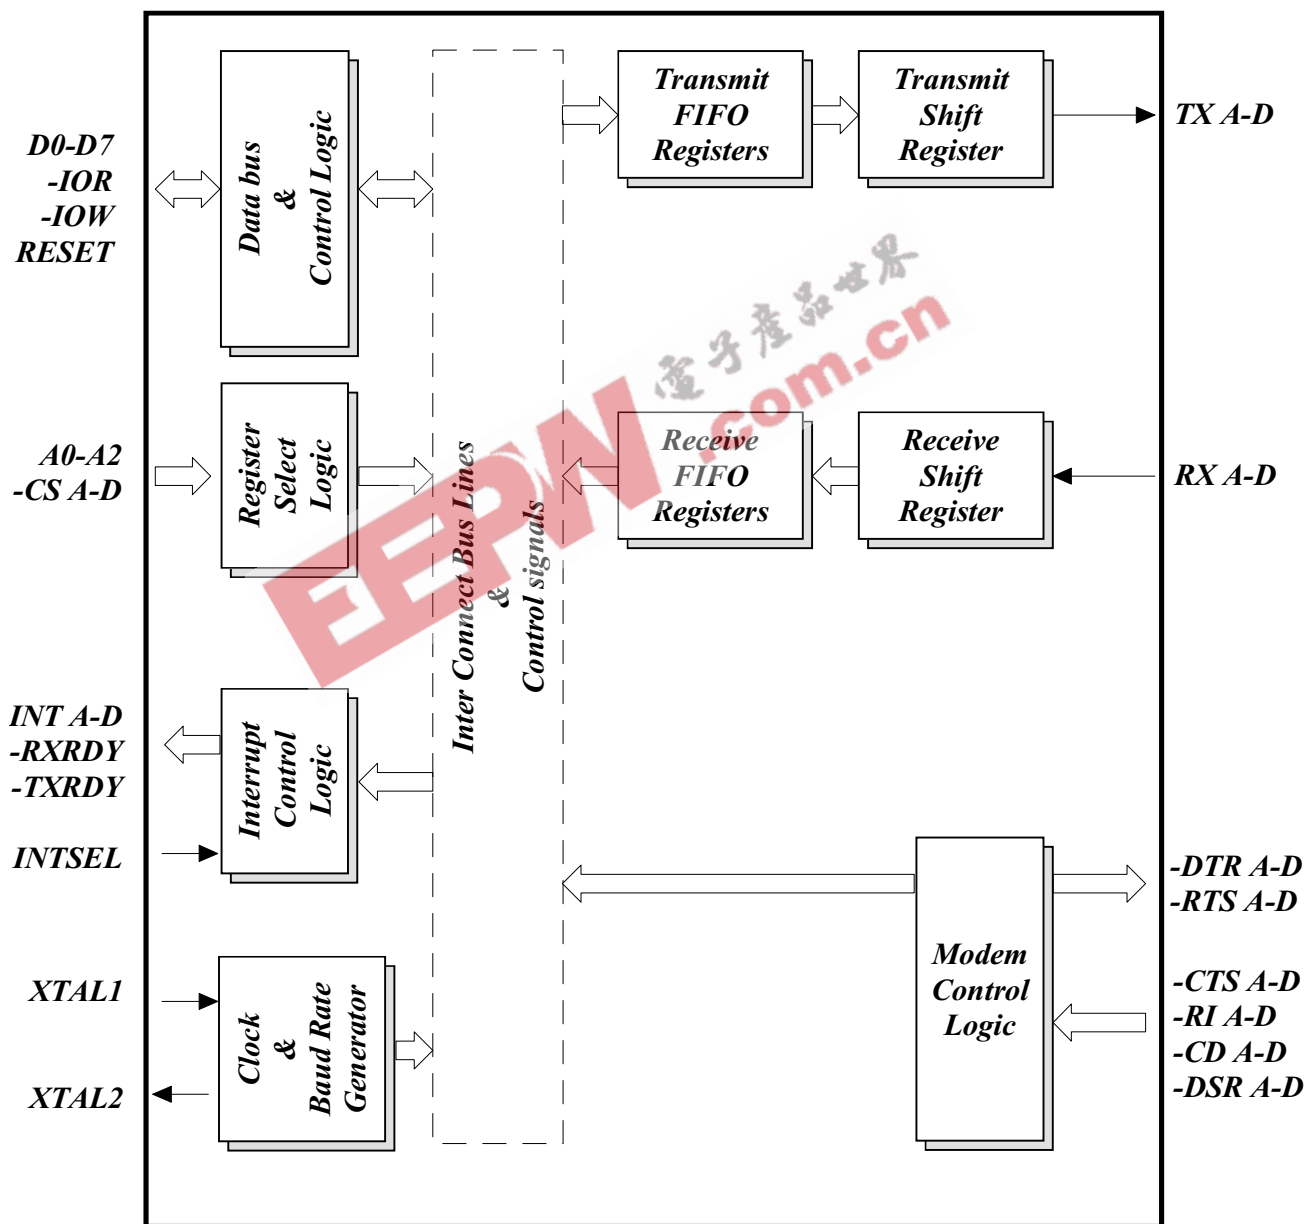 D0-D7
-IOR
-IOW
RESET
Data bus
&
Control Logic
A0-A2
-CS A-D
Register
Select
Logic
INT A-D
-RXRDY
-TXRDY
INTSEL
Interrupt
Control
Logic
XTAL1
XTAL2
Clock
&
Baud Rate
Generator
Inter Connect Bus Lines
&
Control signals
Transmit
FIFO
Registers
Transmit
Shift
Register
TX A-D
Receive
FIFO
Registers
Receive
Shift
Register
RX A-D
Modem
Control
Logic
-DTR A-D
-RTS A-D
-CTS A-D
-RI A-D
-CD A-D
-DSR A-D
EEPW
電子產品世界
.com.cn